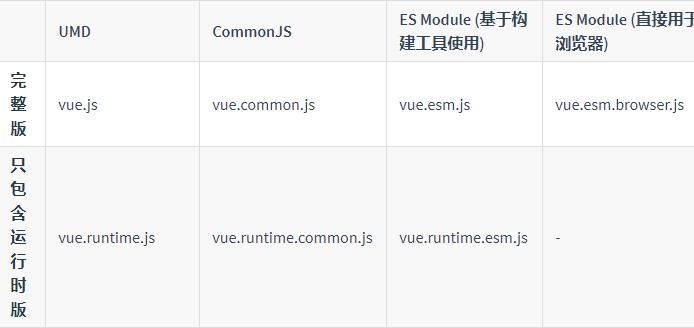 UMD
CommonJS
ES Module (基于构
建工具使用)
ES Module (直接用于
浏览器)
完
整
版
vue.js
vue.common.js
vue.esm.js
vue.esm.browser.js
只
包
含
运
行
时
版
vue.runtime.js
vue.runtime.common.js
vue.runtime.esm.js
-